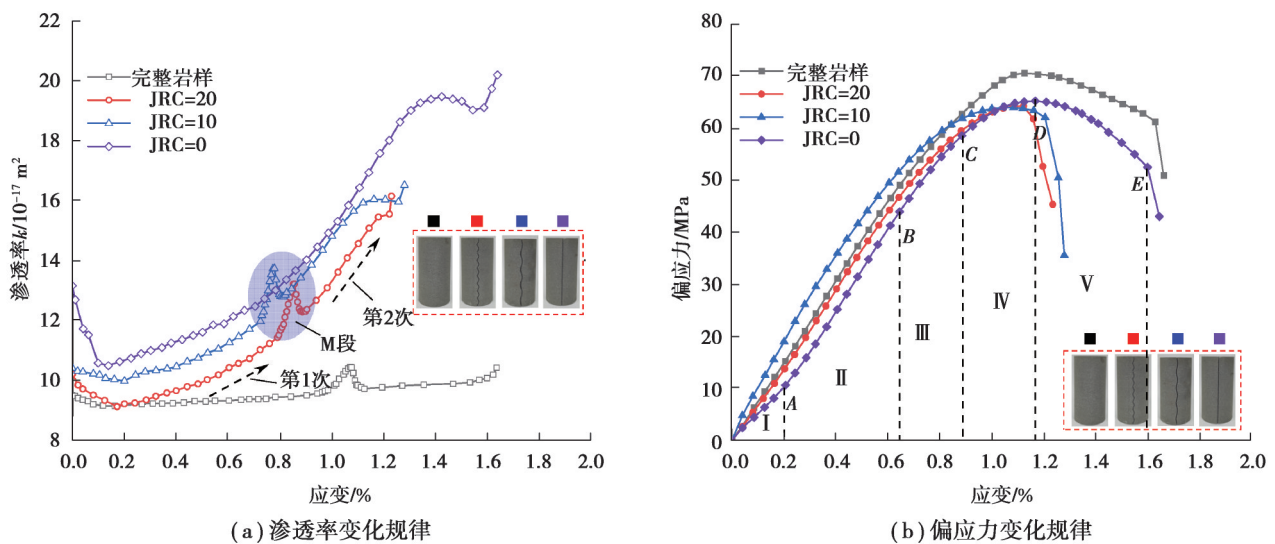 22
20
18
16
14
12
10
8
渗透率k/10⁻¹⁷ m²
完整岩样
JRC=20
JRC=10
JRC=0
M段
第1次
第2次
0.0 0.2 0.4 0.6 0.8 1.0 1.2 1.4 1.6 1.8 2.0
应变/%
(a)渗透率变化规律
80
70
60
50
40
30
20
10
0
偏应力/MPa
完整岩样
JRC=20
JRC=10
JRC=0
A
B
C
D
E
Ⅰ
Ⅱ
Ⅲ
Ⅳ
Ⅴ
0.0 0.2 0.4 0.6 0.8 1.0 1.2 1.4 1.6 1.8 2.0
应变/%
(b)偏应力变化规律